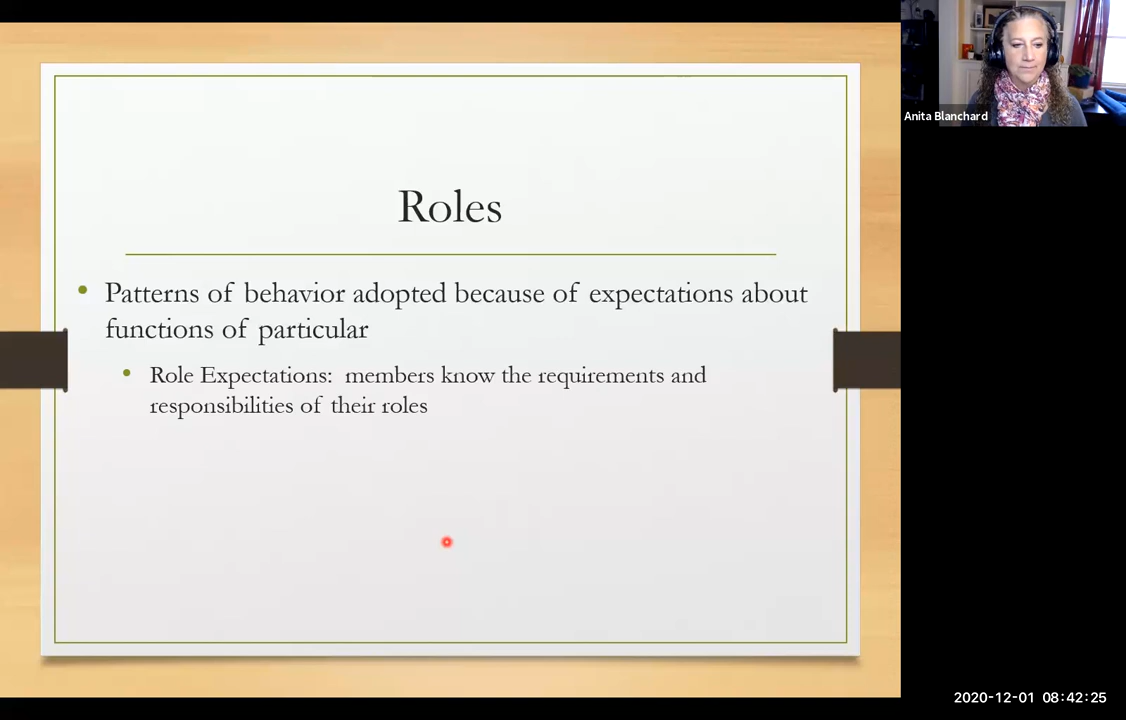 Anita Blanchard
Roles
• Patterns of behavior adopted because of expectations about
functions of particular
• Role Expectations: members know the requirements and
responsibilities of their roles
2020-12-01 08:42:25